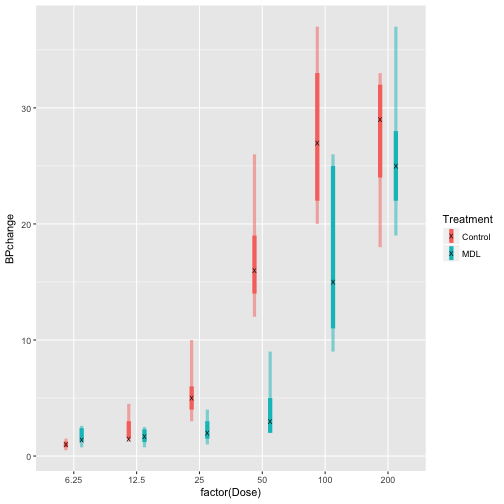 30
20
10
0
BPchange
6.25 12.5 25 50 100 200
factor(Dose)
Treatment
x Control
x MDL